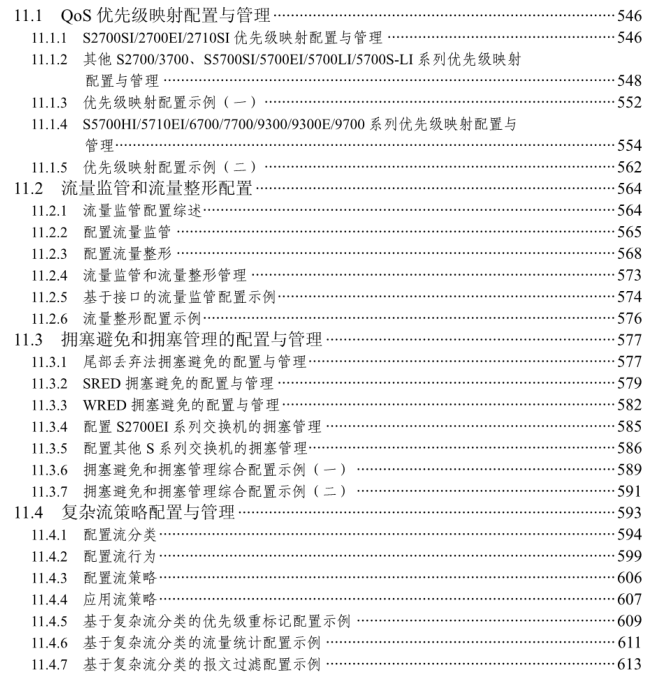 11.1 QoS 优先级映射配置与管理……546
11.1.1 S2700SI/2700EI/2710SI 优先级映射配置与管理……546
11.1.2 其他 S2700/3700、S5700SI/5700EI/5700LI/5700S-LI 系列优先级映射
配置与管理……548
11.1.3 优先级映射配置示例(一)……552
11.1.4 S5700HI/5710EI/6700/7700/9300/9300E/9700 系列优先级映射配置与
管理……554
11.1.5 优先级映射配置示例(二)……562
11.2 流量监管和流量整形配置……564
11.2.1 流量监管配置综述……564
11.2.2 配置流量监管……565
11.2.3 配置流量整形……568
11.2.4 流量监管和流量整形管理……573
11.2.5 基于接口的流量监管配置示例……574
11.2.6 流量整形配置示例……576
11.3 拥塞避免和拥塞管理的配置与管理……577
11.3.1 尾部丢弃法拥塞避免的配置与管理……577
11.3.2 SRED 拥塞避免的配置与管理……579
11.3.3 WRED 拥塞避免的配置与管理……582
11.3.4 配置 S2700EI 系列交换机的拥塞管理……585
11.3.5 配置其他 S 系列交换机的拥塞管理……586
11.3.6 拥塞避免和拥塞管理综合配置示例(一)……589
11.3.7 拥塞避免和拥塞管理综合配置示例(二)……591
11.4 复杂流策略配置与管理……593
11.4.1 配置流分类……594
11.4.2 配置流行为……599
11.4.3 配置流策略……606
11.4.4 应用流策略……607
11.4.5 基于复杂流分类的优先级重标记配置示例……609
11.4.6 基于复杂流分类的流量统计配置示例……611
11.4.7 基于复杂流分类的报文过滤配置示例……613